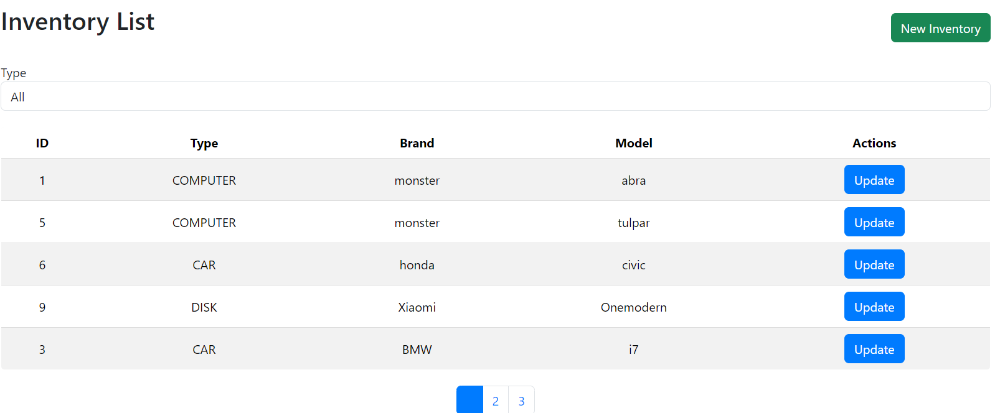 Inventory List
New Inventory
Type
All
ID Type Brand Model Actions
1 COMPUTER monster abra Update
5 COMPUTER monster tulpar Update
6 CAR honda civic Update
9 DISK Xiaomi Onemodern Update
3 CAR BMW i7 Update
2 3